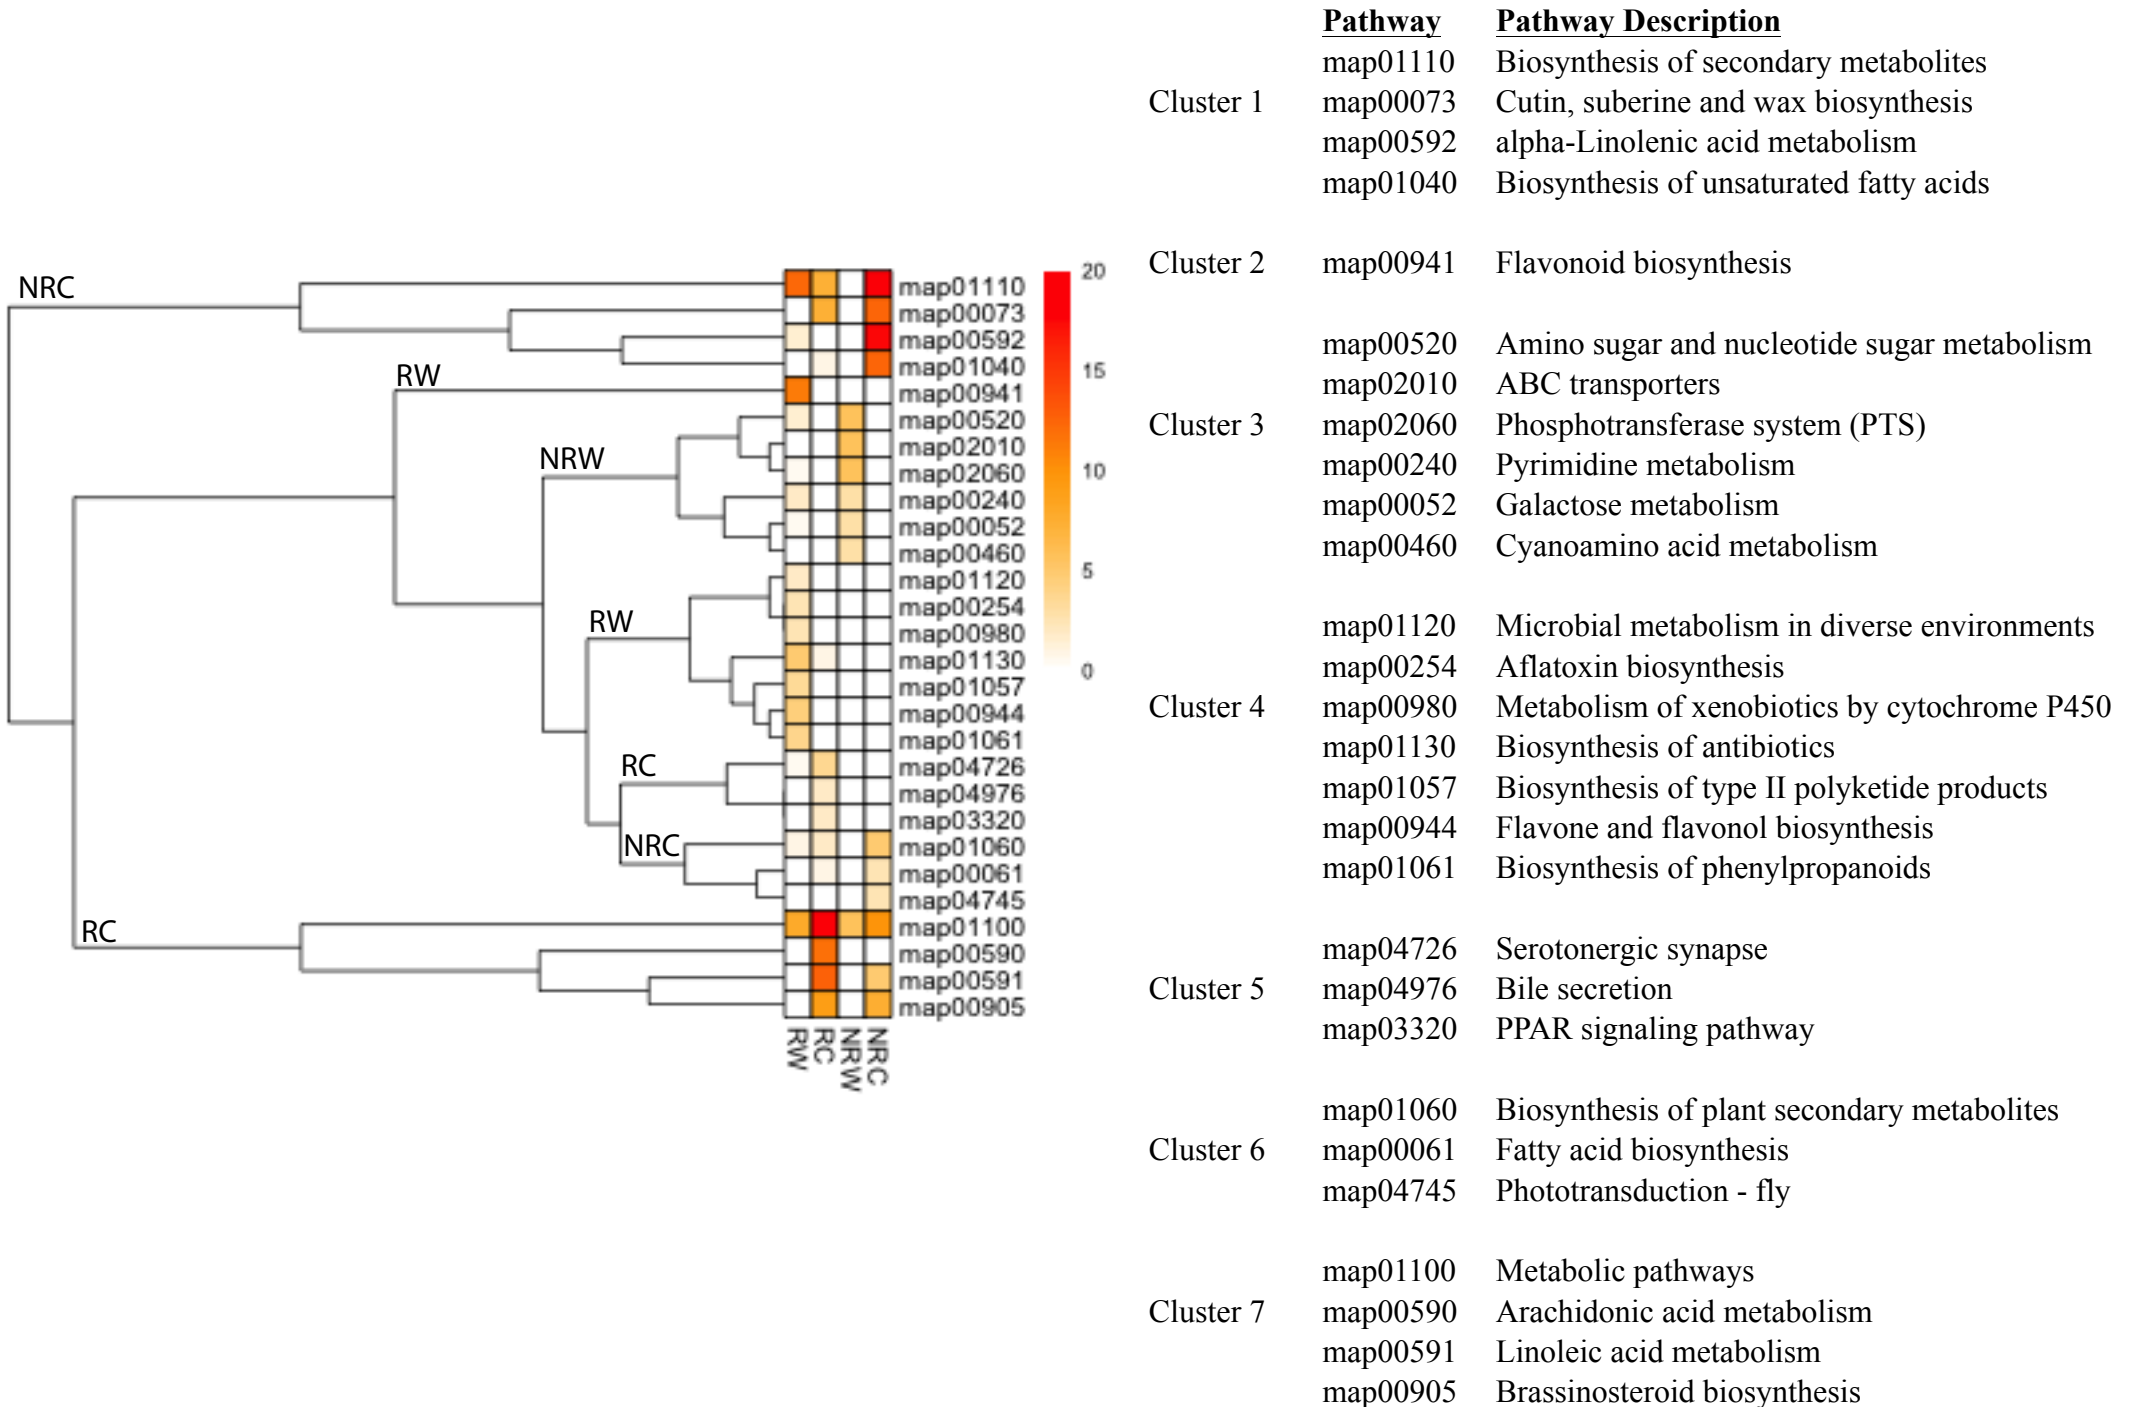 NRC
RW
NRW
RW
RC
NRC
RC
map01110
map00073
map00592
map01040
map00941
map00520
map02010
map02060
map00240
map00052
map00460
map01120
map00254
map00980
map01130
map01057
map00944
map01061
map04726
map04976
map03320
map01060
map00061
map04745
map01100
map00590
map00591
map00905
RW
RC
NRW
NRC
20
15
10
5
0
Pathway Pathway Description
map01110 Biosynthesis of secondary metabolites
Cluster 1 map00073 Cutin, suberine and wax biosynthesis
map00592 alpha-Linolenic acid metabolism
map01040 Biosynthesis of unsaturated fatty acids
Cluster 2 map00941 Flavonoid biosynthesis
map00520 Amino sugar and nucleotide sugar metabolism
map02010 ABC transporters
Cluster 3 map02060 Phosphotransferase system (PTS)
map00240 Pyrimidine metabolism
map00052 Galactose metabolism
map00460 Cyanoamino acid metabolism
map01120 Microbial metabolism in diverse environments
map00254 Aflatoxin biosynthesis
Cluster 4 map00980 Metabolism of xenobiotics by cytochrome P450
map01130 Biosynthesis of antibiotics
map01057 Biosynthesis of type II polyketide products
map00944 Flavone and flavonol biosynthesis
map01061 Biosynthesis of phenylpropanoids
map04726 Serotonergic synapse
Cluster 5 map04976 Bile secretion
map03320 PPAR signaling pathway
map01060 Biosynthesis of plant secondary metabolites
Cluster 6 map00061 Fatty acid biosynthesis
map04745 Phototransduction - fly
map01100 Metabolic pathways
Cluster 7 map00590 Arachidonic acid metabolism
map00591 Linoleic acid metabolism
map00905 Brassinosteroid biosynthesis